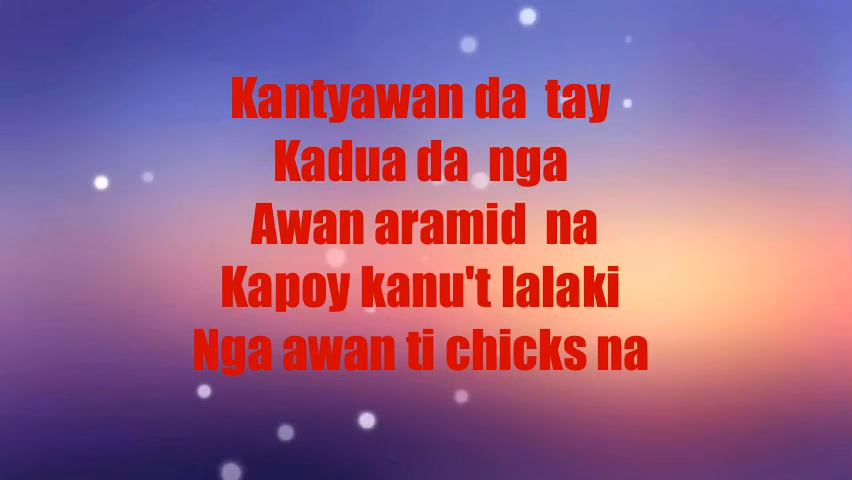 Kantyawan da tay
Kadua da nga
Awan aramid na
Kapoy kanu't lalaki
Nga awan ti chicks na